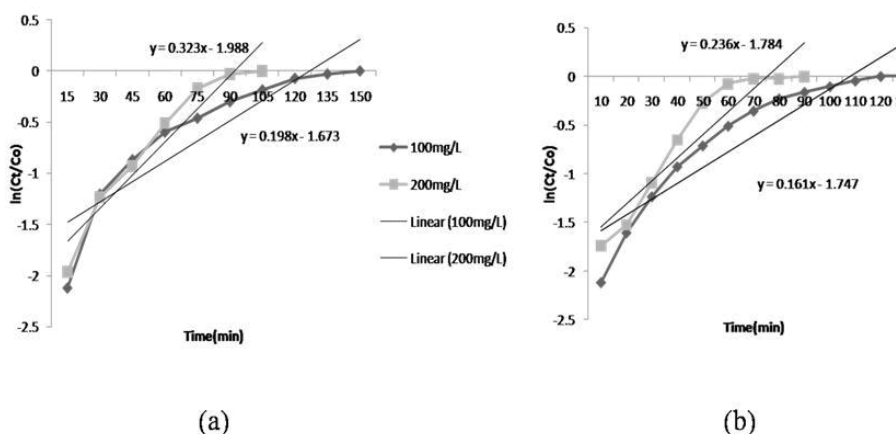 y = 0.323x - 1.988
0
15 30 45 60 75 90 105 120 135 150
-0.5
y = 0.198x - 1.673
-1
-1.5
-2
-2.5
ln(Ct/Co)
Time(min)
(a)
100mg/L
200mg/L
Linear (100mg/L)
Linear (200mg/L)
0.5
y = 0.236x - 1.784
0
10 20 30 40 50 60 70 80 90 100 110 120
-0.5
-1
y = 0.161x - 1.747
-1.5
-2
-2.5
ln(Ct/Co)
Time(min)
(b)